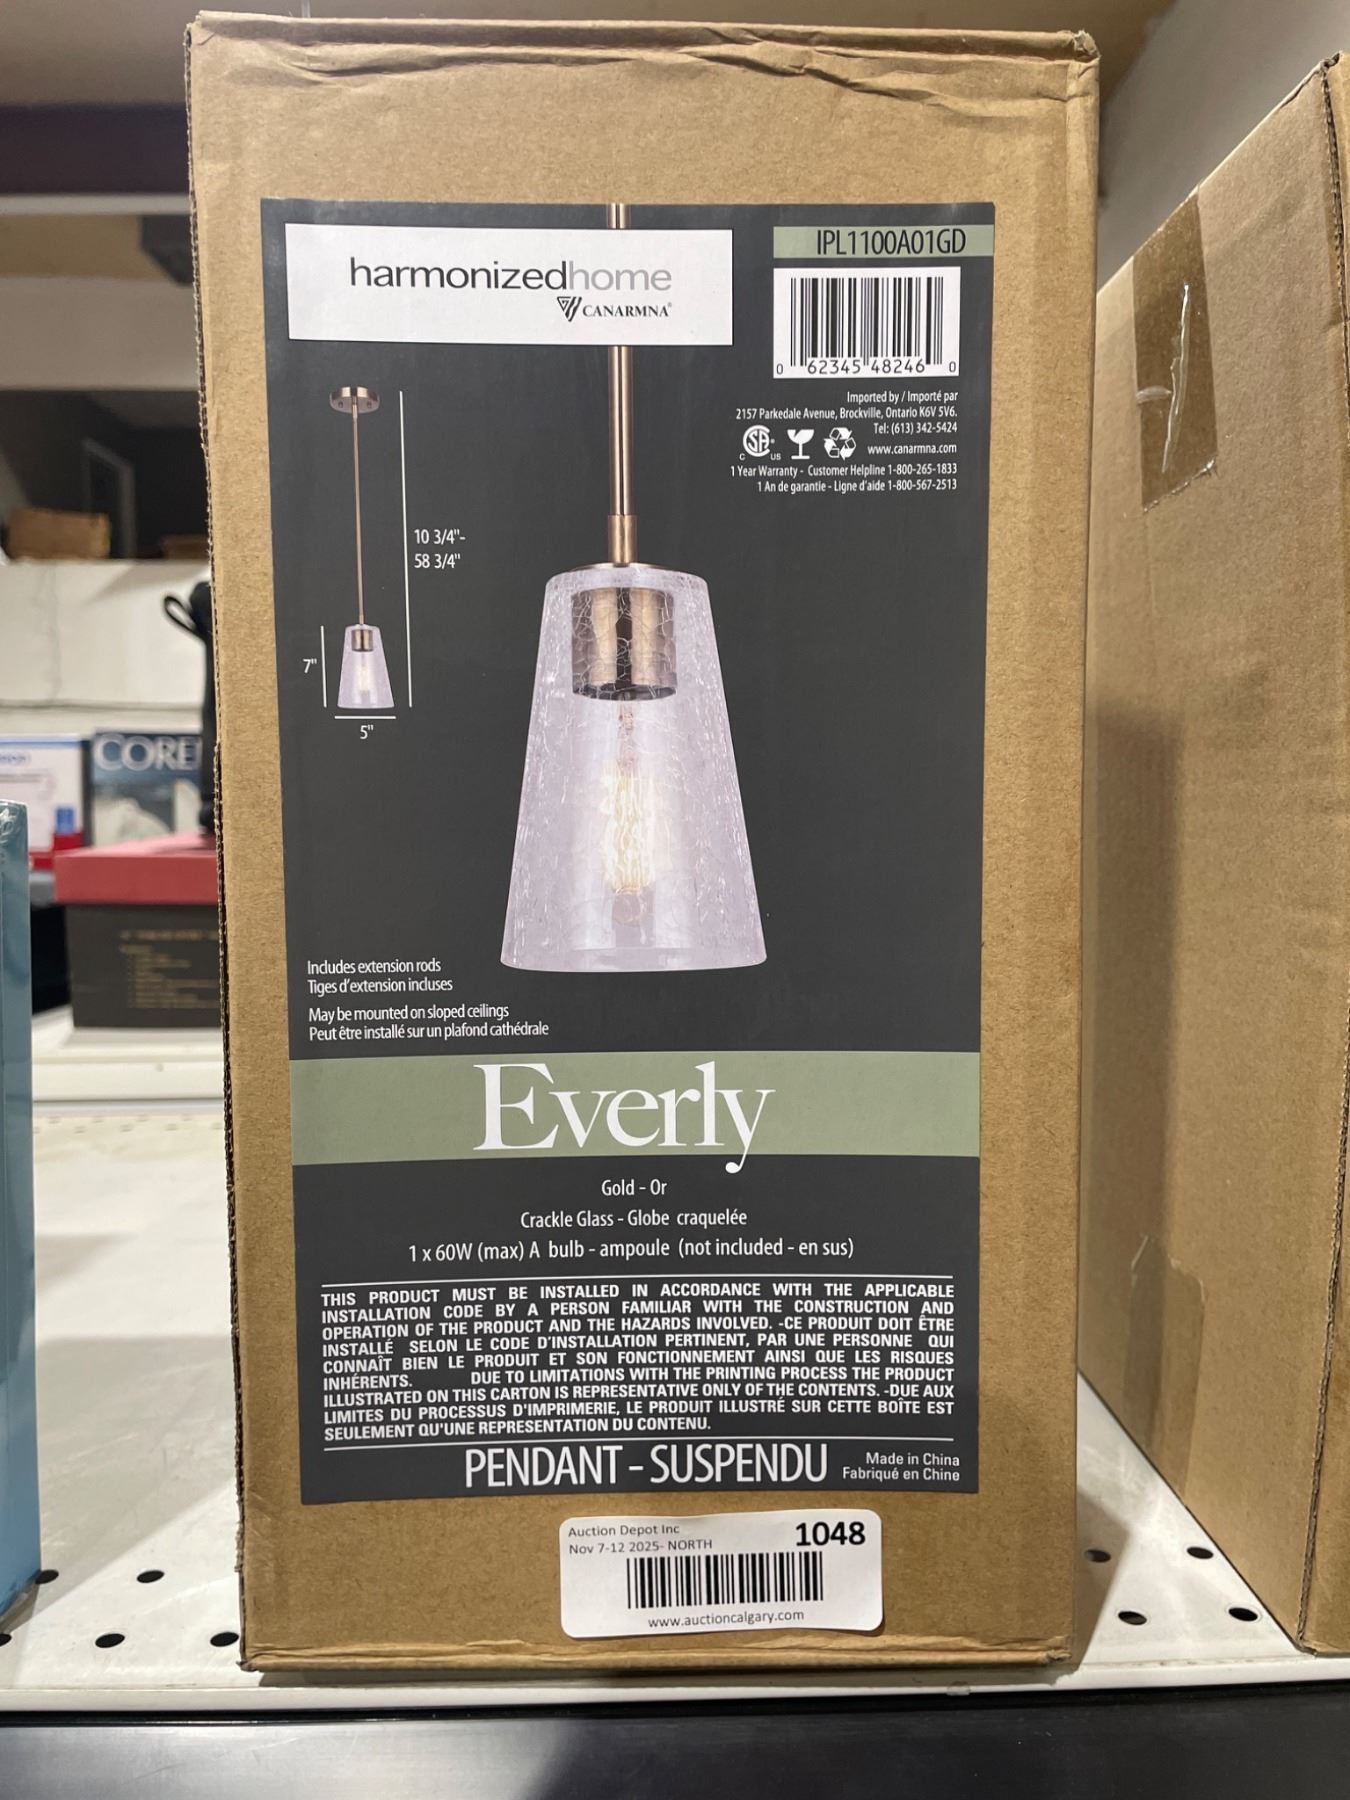 harmonizedhome
CANARMNA®
IPL1100A01GD
0 62345 48246 0
Imported by / Importé par
2157 Parkedale Avenue, Brockville, Ontario K6V 5V6.
Tel: (613) 342-5424
www.canarmna.com
1 Year Warranty - Customer Helpline 1-800-265-1833
1 An de garantie - Ligne d'aide 1-800-567-2513
C US
10 3/4"-
58 3/4"
7"
5"
CORE
Includes extension rods
Tiges d'extension incluses
May be mounted on sloped ceilings
Peut être installé sur un plafond cathédrale
Everly
Gold - Or
Crackle Glass - Globe craquelée
1 x 60W (max) A bulb - ampoule (not included - en sus)
THIS PRODUCT MUST BE INSTALLED IN ACCORDANCE WITH THE APPLICABLE
INSTALLATION CODE BY A PERSON FAMILIAR WITH THE CONSTRUCTION AND
OPERATION OF THE PRODUCT AND THE HAZARDS INVOLVED. -CE PRODUIT DOIT ÊTRE
INSTALLÉ SELON LE CODE D'INSTALLATION PERTINENT, PAR UNE PERSONNE QUI
CONNAÎT BIEN LE PRODUIT ET SON FONCTIONNEMENT AINSI QUE LES RISQUES
INHÉRENTS. DUE TO LIMITATIONS WITH THE PRINTING PROCESS THE PRODUCT
ILLUSTRATED ON THIS CARTON IS REPRESENTATIVE ONLY OF THE CONTENTS. -DUE AUX
LIMITES DU PROCESSUS D'IMPRIMERIE, LE PRODUIT ILLUSTRÉ SUR CETTE BOÎTE EST
SEULEMENT QU'UNE REPRESENTATION DU CONTENU.
PENDANT - SUSPENDU
Made in China
Fabriqué en Chine
Auction Depot Inc
Nov 7-12 2025- NORTH
1048
www.auctioncalgary.com